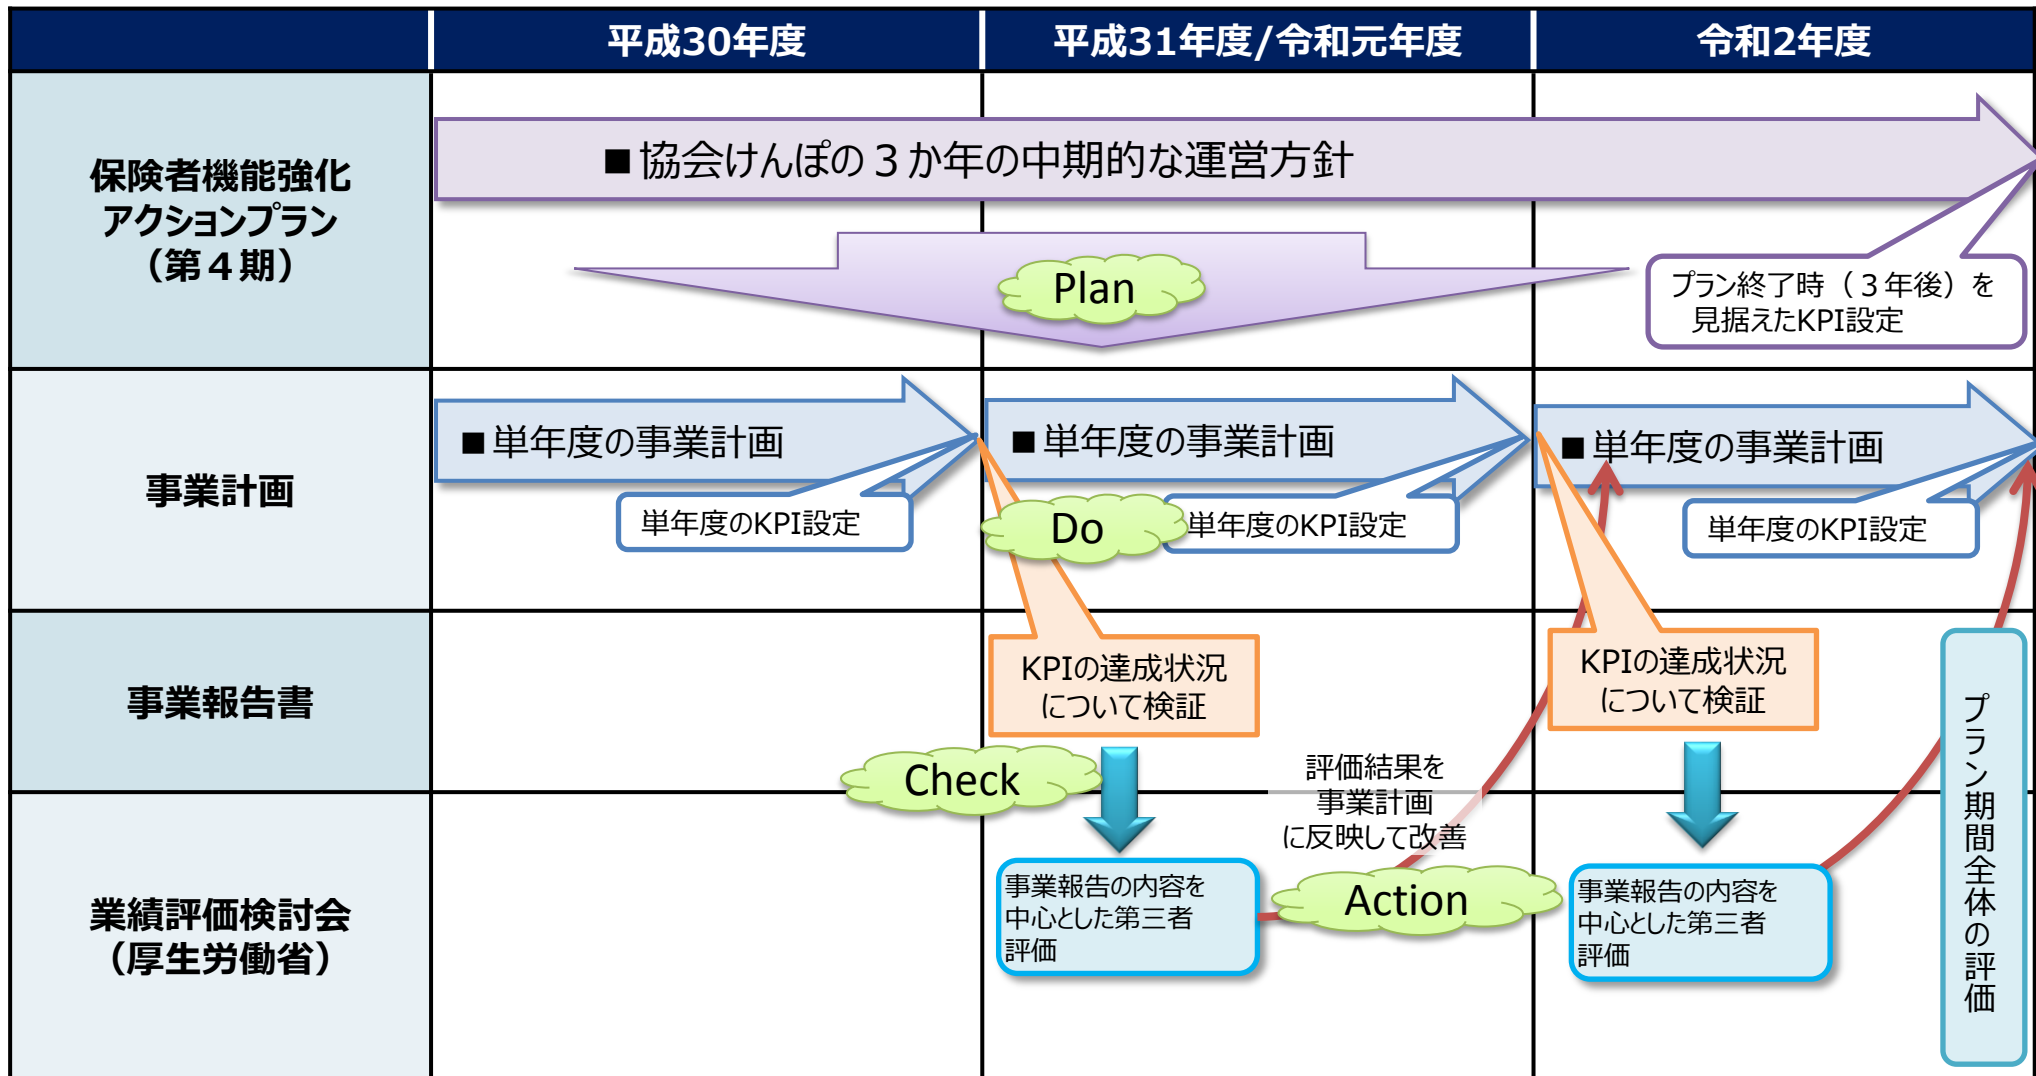 平成30年度
平成31年度/令和元年度
令和2年度
保険者機能強化
アクションプラン
（第４期）
■協会けんぽの３か年の中期的な運営方針
Plan
プラン終了時（３年後）を
見据えたKPI設定
事業計画
■単年度の事業計画
単年度のKPI設定
■単年度の事業計画
Do
単年度のKPI設定
■単年度の事業計画
単年度のKPI設定
事業報告書
KPIの達成状況
について検証
KPIの達成状況
について検証
Check
評価結果を
事業計画
に反映して改善
プラン期間全体の評価
業績評価検討会
（厚生労働省）
事業報告の内容を
中心とした第三者
評価
Action
事業報告の内容を
中心とした第三者
評価